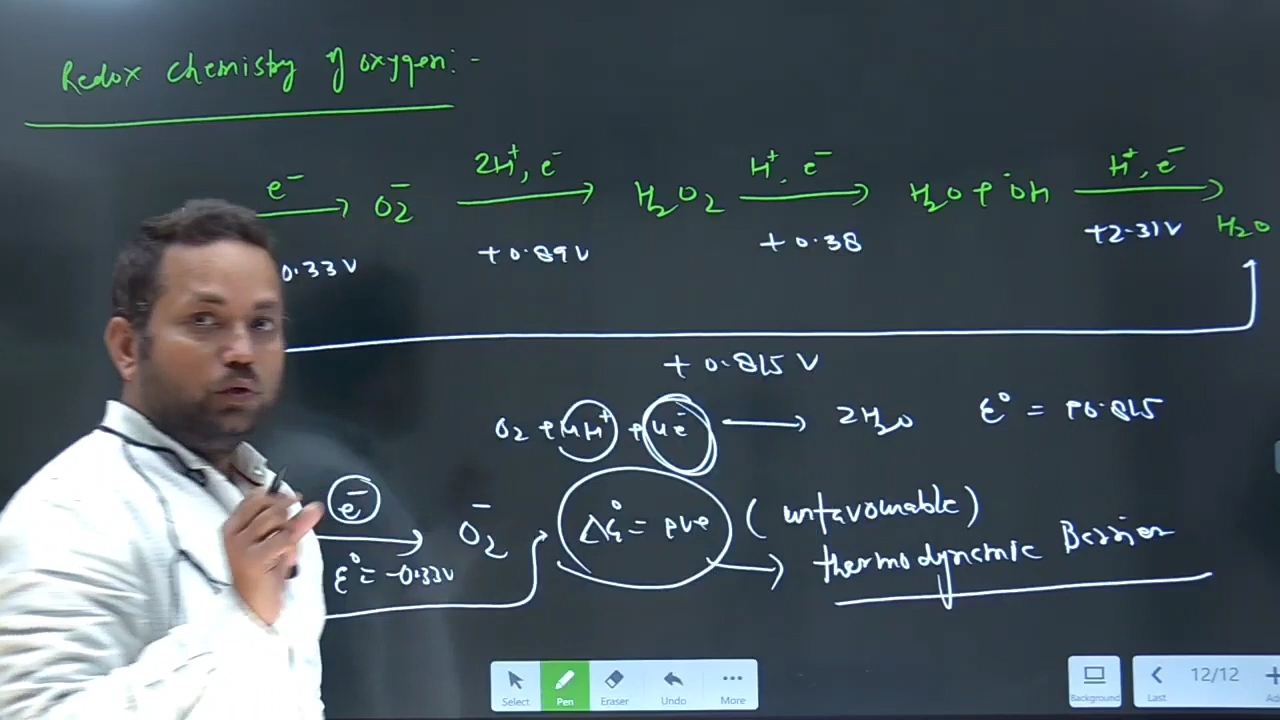 Redox chemistry of oxygen:-
e⁻ → O₂⁻ 2H⁺, e⁻ → H₂O₂ H⁺, e⁻ → H₂O + ·OH H⁺, e⁻ → H₂O
0.33V +0.89V +0.38 +2.31V
+0.815 V
O₂ + 4H⁺ + 4e⁻ → 2H₂O ε° = +0.815
e⁻ → O₂⁻ ΔG° = +ve (unfavourable)
ε° = -0.33V → thermodynamic Barrier
Select Pen Eraser Undo More
Background Last 12/12